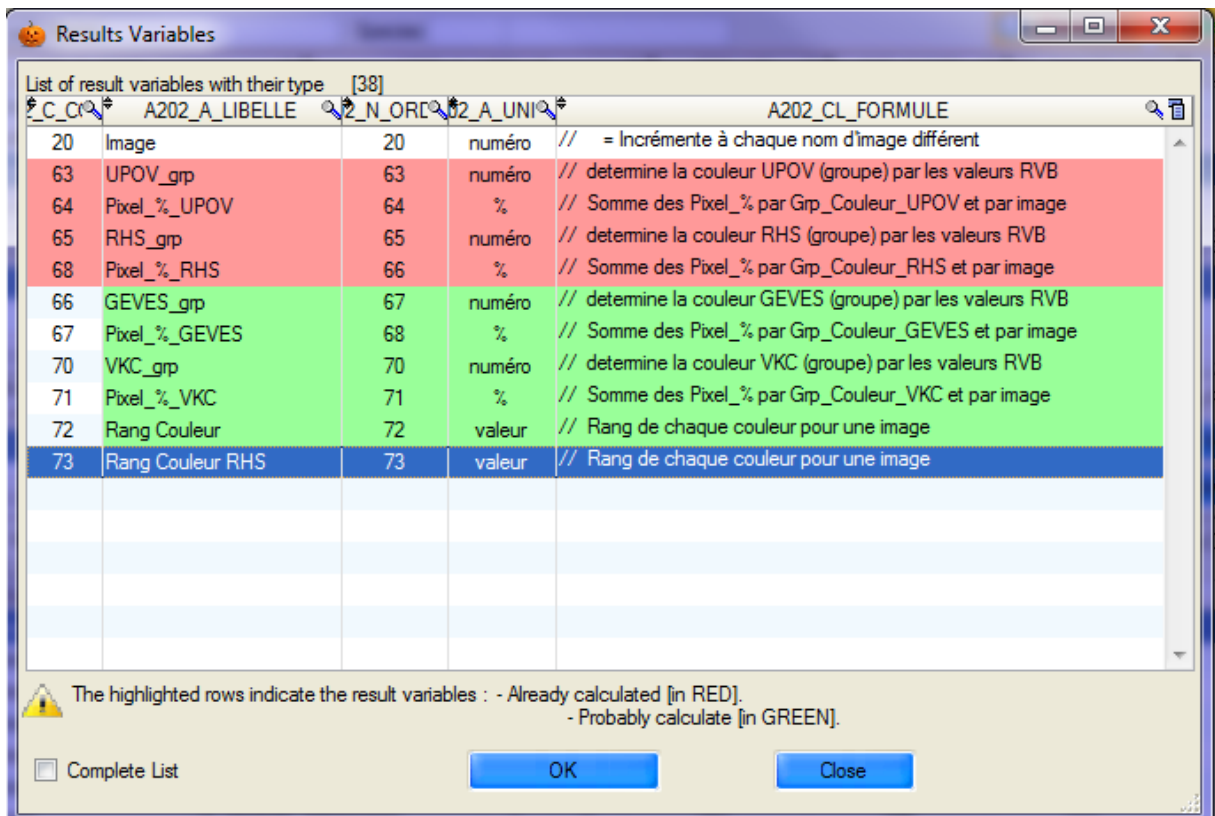 Results Variables
List of result variables with their type [38]
A202_A_LIBELLE 2_N_ORD 02_A_UNI A202_CL_FORMULE
20 Image 20 numéro // = Incrémente à chaque nom d'image différent
63 UPOV_grp 63 numéro // determine la couleur UPOV (groupe) par les valeurs RVB
64 Pixel_%_UPOV 64 % // Somme des Pixel_% par Grp_Couleur_UPOV et par image
65 RHS_grp 65 numéro // determine la couleur RHS (groupe) par les valeurs RVB
68 Pixel_%_RHS 66 % // Somme des Pixel_% par Grp_Couleur_RHS et par image
66 GEVES_grp 67 numéro // determine la couleur GEVES (groupe) par les valeurs RVB
67 Pixel_%_GEVES 68 % // Somme des Pixel_% par Grp_Couleur_GEVES et par image
70 VKC_grp 70 numéro // determine la couleur VKC (groupe) par les valeurs RVB
71 Pixel_%_VKC 71 % // Somme des Pixel_% par Grp_Couleur_VKC et par image
72 Rang Couleur 72 valeur // Rang de chaque couleur pour une image
73 Rang Couleur RHS 73 valeur // Rang de chaque couleur pour une image
The highlighted rows indicate the result variables : - Already calculated [in RED].
- Probably calculate [in GREEN].
Complete List OK Close